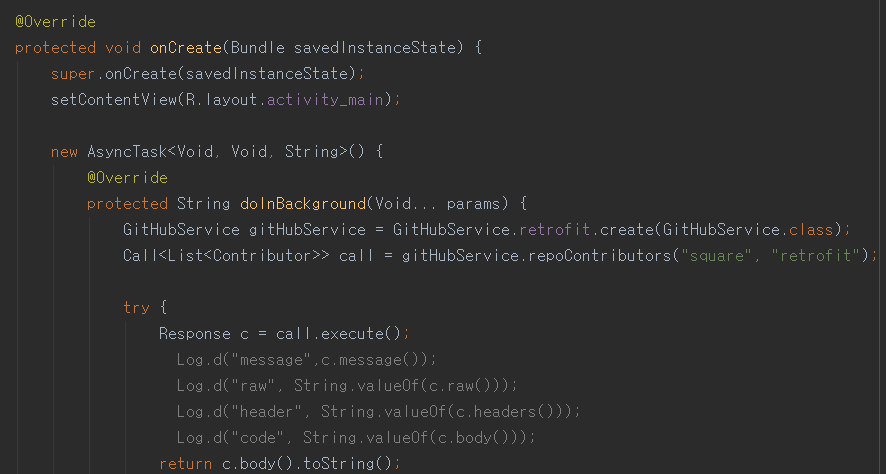 @Override
protected void onCreate(Bundle savedInstanceState) {
super.onCreate(savedInstanceState);
setContentView(R.layout.activity_main);
new AsyncTask<Void, Void, String>() {
@Override
protected String doInBackground(Void... params) {
GitHubService gitHubService = GitHubService.retrofit.create(GitHubService.class);
Call<List<Contributor>> call = gitHubService.repoContributors("square", "retrofit");
try {
Response c = call.execute();
Log.d("message",c.message());
Log.d("raw", String.valueOf(c.raw()));
Log.d("header", String.valueOf(c.headers()));
Log.d("code", String.valueOf(c.body()));
return c.body().toString();